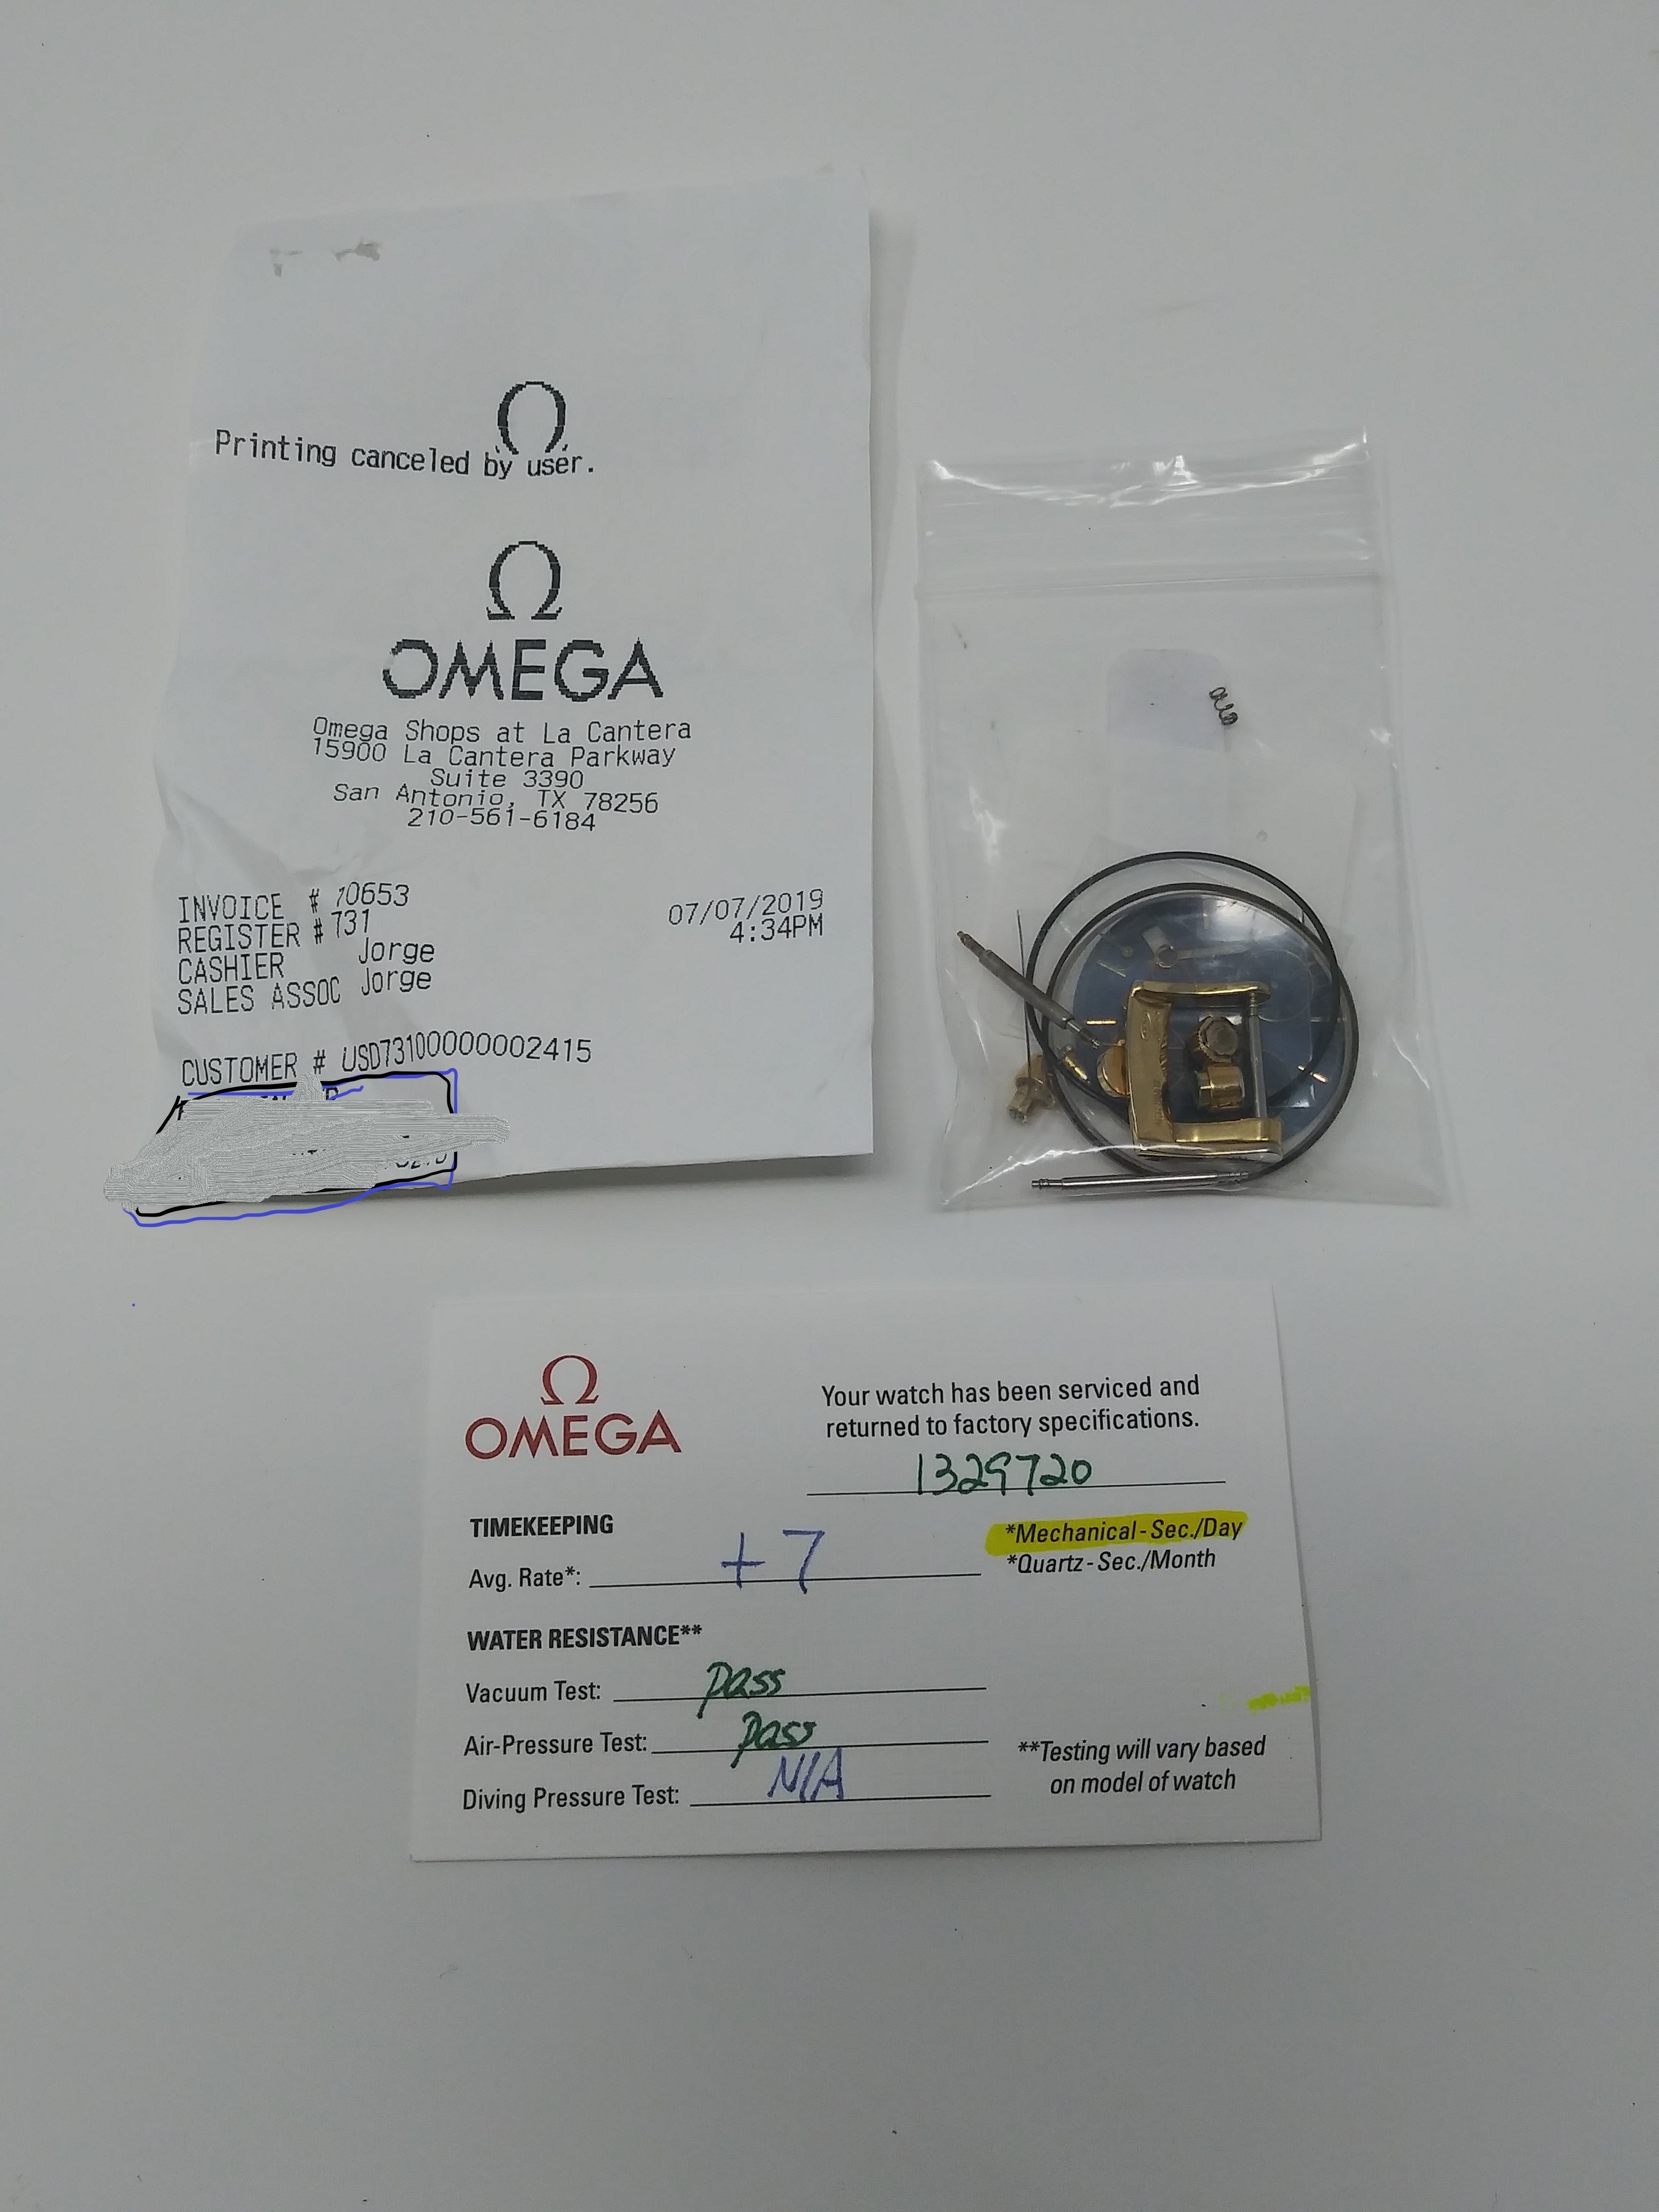 Printing canceled by user.
Ω
OMEGA
Omega Shops at La Cantera
15900 La Cantera Parkway
Suite 3390
San Antonio, TX 78256
210-561-6184
INVOICE # 10653 07/07/2019
REGISTER # 731 4:34PM
CASHIER Jorge
SALES ASSOC Jorge
CUSTOMER # USD73100000002415
Ω
OMEGA
Your watch has been serviced and
returned to factory specifications.
1329720
TIMEKEEPING
*Mechanical - Sec./Day
Avg. Rate*: +7
*Quartz - Sec./Month
WATER RESISTANCE**
Vacuum Test: Pass
Air-Pressure Test: Pass
Diving Pressure Test: N/A
**Testing will vary based
on model of watch